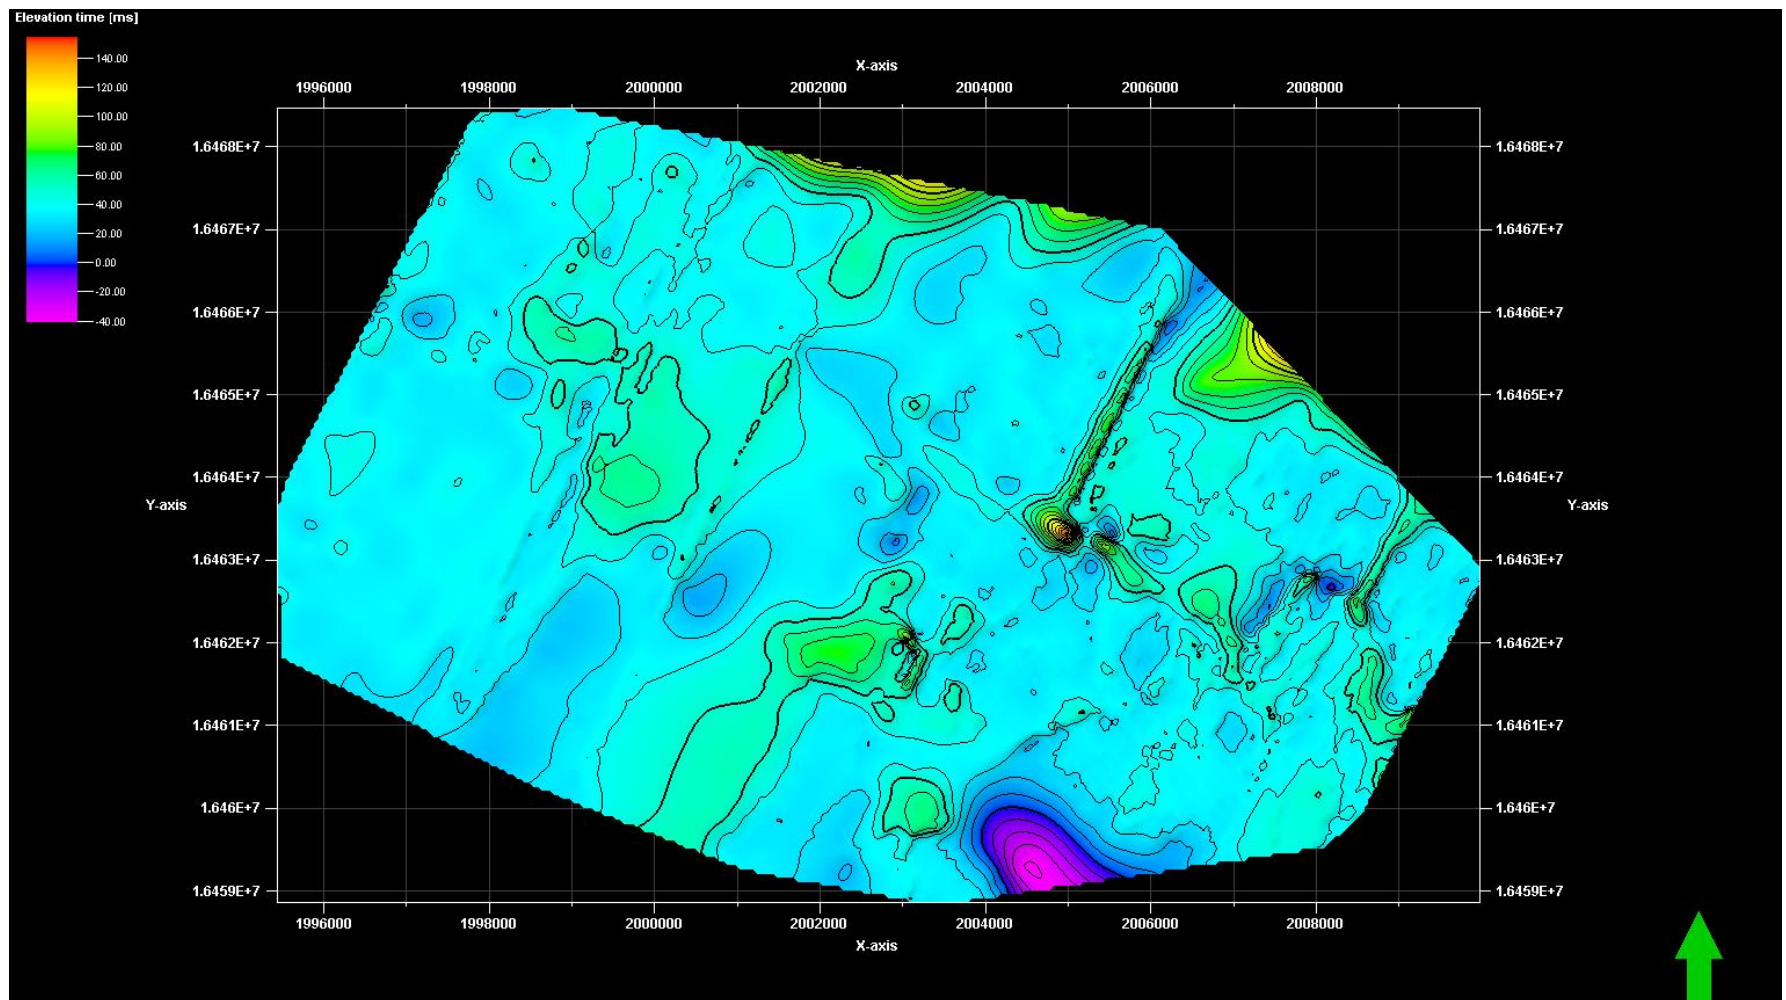 Elevation time [ms]
140.00
120.00
100.00
80.00
60.00
40.00
20.00
0.00
-20.00
-40.00
X-axis
1996000 1998000 2000000 2002000 2004000 2006000 2008000
1.6468E+7 1.6468E+7
1.6467E+7 1.6467E+7
1.6466E+7 1.6466E+7
1.6465E+7 1.6465E+7
1.6464E+7 1.6464E+7
Y-axis Y-axis
1.6463E+7 1.6463E+7
1.6462E+7 1.6462E+7
1.6461E+7 1.6461E+7
1.646E+7 1.646E+7
1.6459E+7 1.6459E+7
1996000 1998000 2000000 2002000 2004000 2006000 2008000
X-axis